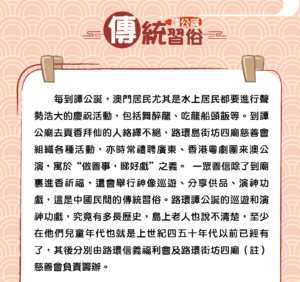 傳統習俗
譚公誕
每到譚公誕，澳門居民尤其是水上居民都要進行聲
勢浩大的慶祝活動，包括舞醉龍、吃龍船頭飯等。到譚
公廟去貢香拜仙的人絡繹不絕，路環島街坊四廟慈善會
組織各種活動，亦時常禮聘廣東、香港粵劇團來澳公
演，寓於“做善事，睇好戲”之義。 一眾善信除了到廟
裏進香祈福，還會舉行神像巡遊、分享供品、演神功
戲，這是中國民間的傳統習俗。路環譚公誕的巡遊和演
神功戲，究竟有多長歷史，島上老人也說不清楚，至少
在他們兒童年代也就是上世紀四五十年代以前已經有
了，其後分別由路環信義福利會及路環街坊四廟（註）
慈善會負責籌辦。